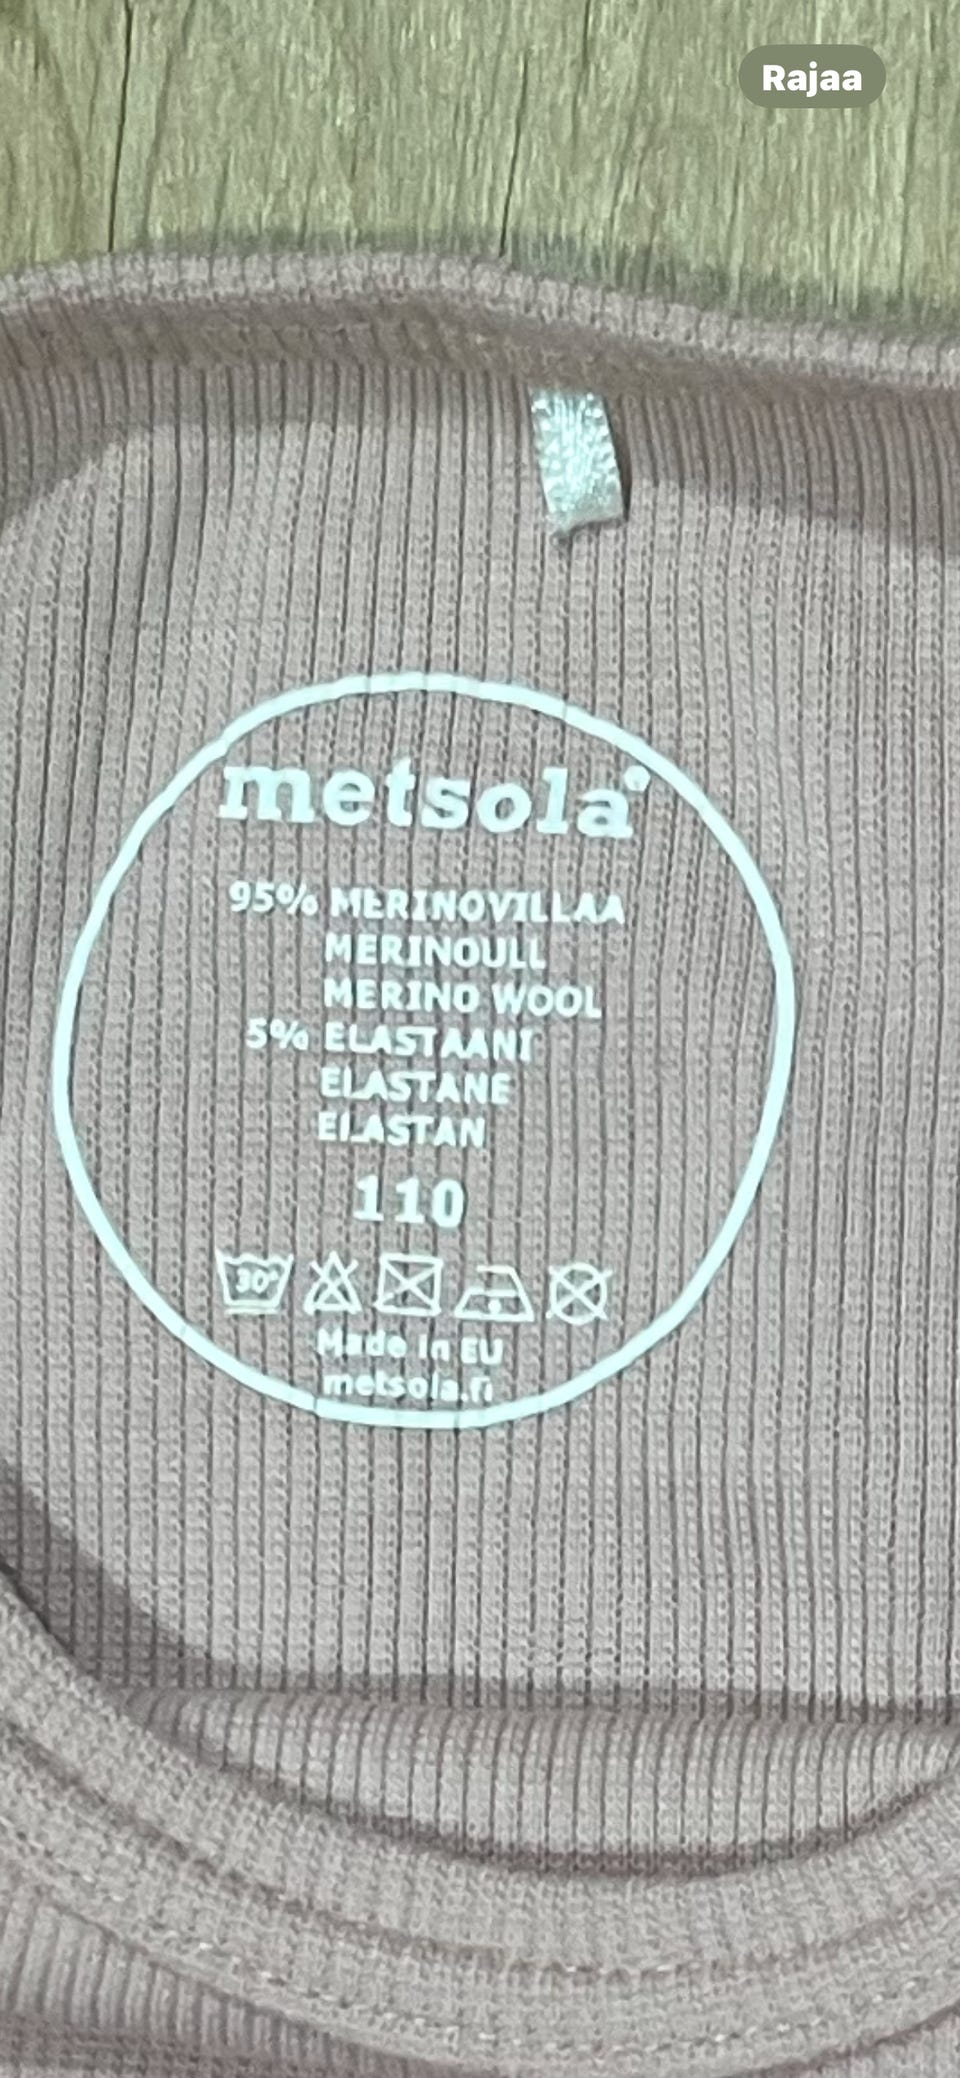 Rajaa
metsola®
95% MERINOVILLAA
MERINOULL
MERINO WOOL
5% ELASTAANI
ELASTANE
ELASTAN
110
30°
Made in EU
metsola.fi